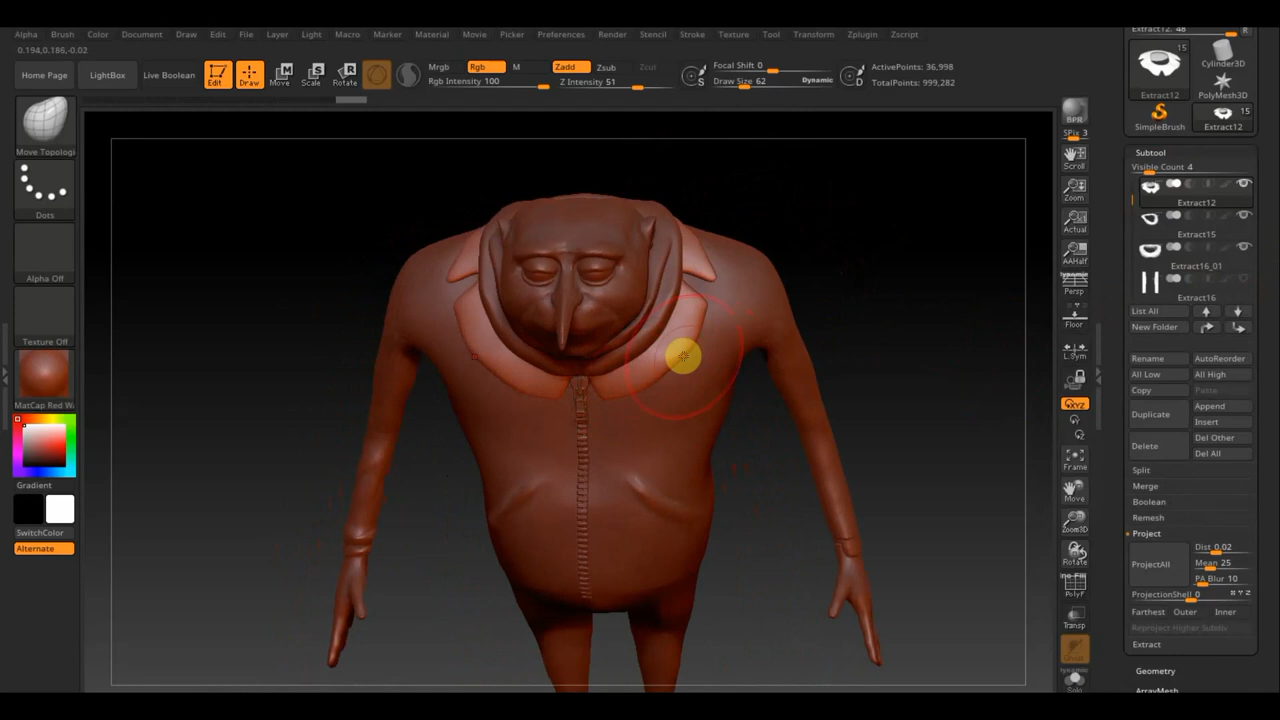 Alpha Brush Color Document Draw Edit File Layer Light Macro Marker Material Movie Picker Preferences Render Stencil Stroke Texture Tool Transform Zplugin Zscript
0.194,0.186,-0.02
Home Page
LightBox
Live Boolean
Edit
Draw
Move
Scale
Rotate
Mrgb
Rgb
M
Rgb Intensity 100
Zadd
Zsub
Zcut
Z Intensity 51
S
Focal Shift 0
Draw Size 62
Dynamic
D
ActivePoints: 36,998
TotalPoints: 999,282
Move Topologi
Dots
Alpha Off
Texture Off
MatCap Red W
Gradient
SwitchColor
Alternate
BPR
SPix 3
Scroll
Zoom
Actual
AAHalf
Persp
Floor
L.Sym
XYZ
Y
Z
Frame
Move
Zoom3D
Rotate
PolyF
Transp
Solo
Extract12. 48
R
15
Extract12
Cylinder3D
PolyMesh3D
SimpleBrush
15
Extract12
Subtool
Visible Count 4
Extract12
Extract15
Extract16_01
Extract16
List All
New Folder
Rename
AutoReorder
All Low
All High
Copy
Paste
Duplicate
Append
Insert
Delete
Del Other
Del All
Split
Merge
Boolean
Remesh
Project
ProjectAll
Dist 0.02
Mean 25
PA Blur 10
ProjectionShell 0
X Y Z
Farthest
Outer
Inner
Reproject Higher Subdiv
Extract
Geometry
ArrayMesh